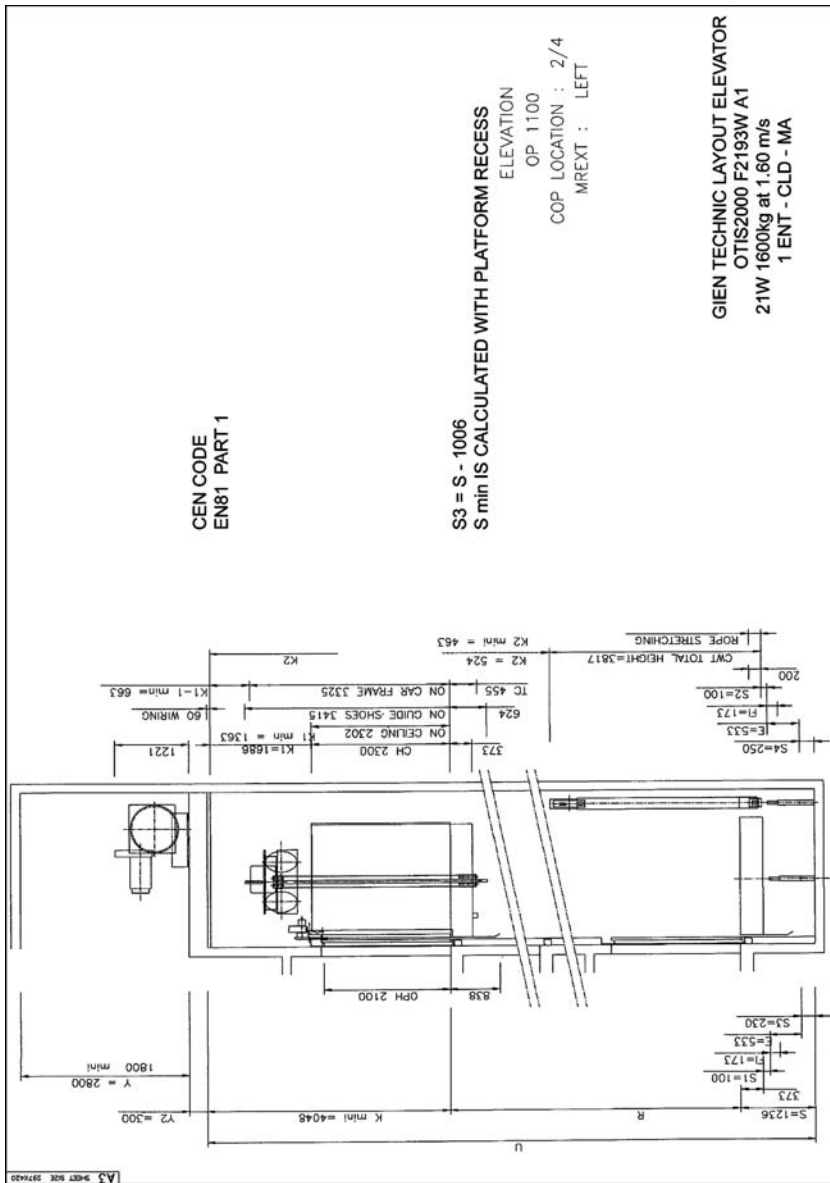 CEN CODE
EN81 PART 1
S3 = S - 1006
S min IS CALCULATED WITH PLATFORM RECESS
ELEVATION
OP 1100
COP LOCATION : 2/4
MREXT : LEFT
GIEN TECHNIC LAYOUT ELEVATOR
OTIS2000 F2193W A1
21W 1600kg at 1.60 m/s
1 ENT - CLD - MA
K2
K2 mini = 463
K2 = 524
CWT TOTAL HEIGHT=3817
ROPE STRETCHING
K1-1 min= 663
ON CAR FRAME 3325
TC 455
200
S2=100
60 WIRING
ON GUIDE-SHOES 3415
624
FI=173
K1 min = 1363
ON CEILING 2302
E=533
1221
K1=1686
CH 2300
373
S4=250
OPH 2100
838
S3=230
E=533
FI=173
S1=100
1800 mini
Y = 2800
373
Y2=300
K mini=4048
R
S=1236
U
A3 SHEET SIZE 297X420